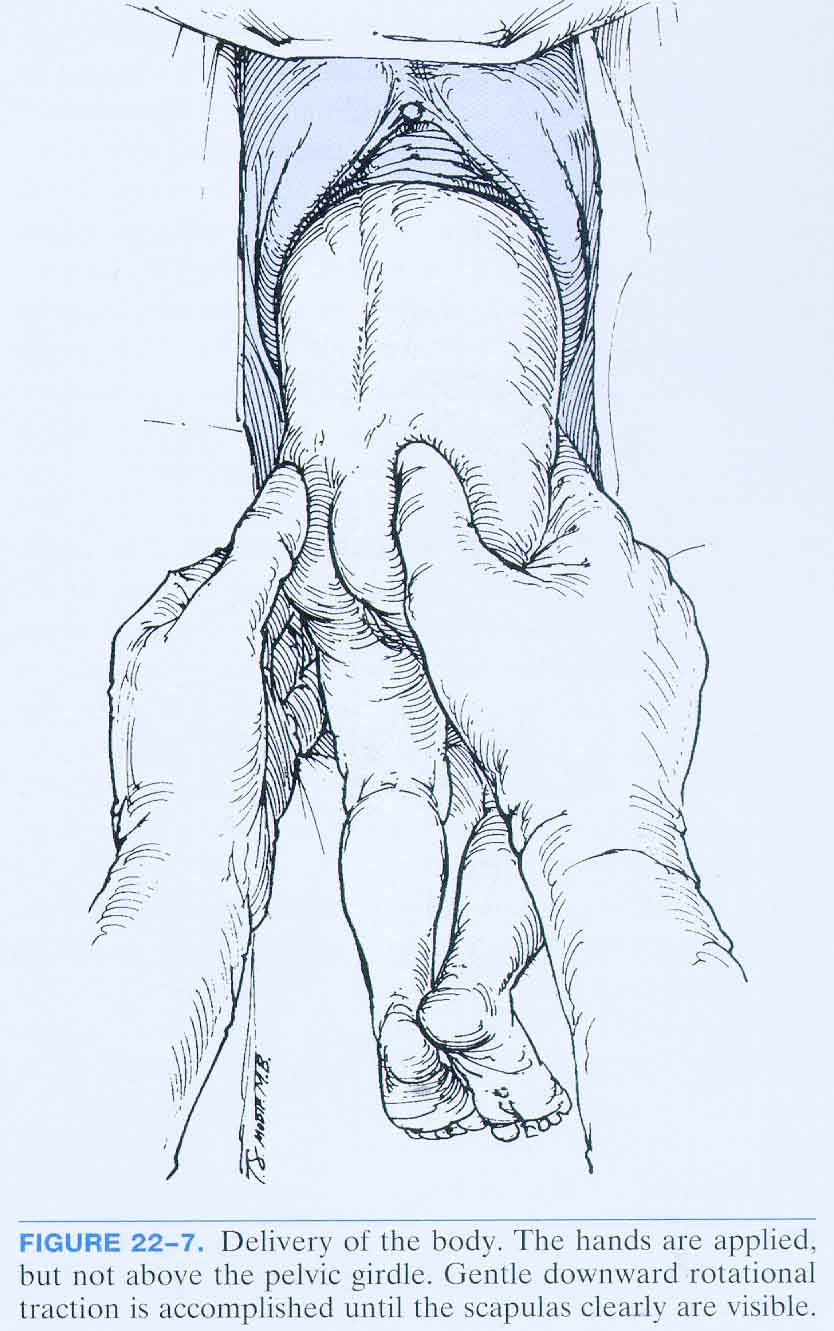 T.S. MODTA M.B.
FIGURE 22–7. Delivery of the body. The hands are applied,
but not above the pelvic girdle. Gentle downward rotational
traction is accomplished until the scapulas clearly are visible.